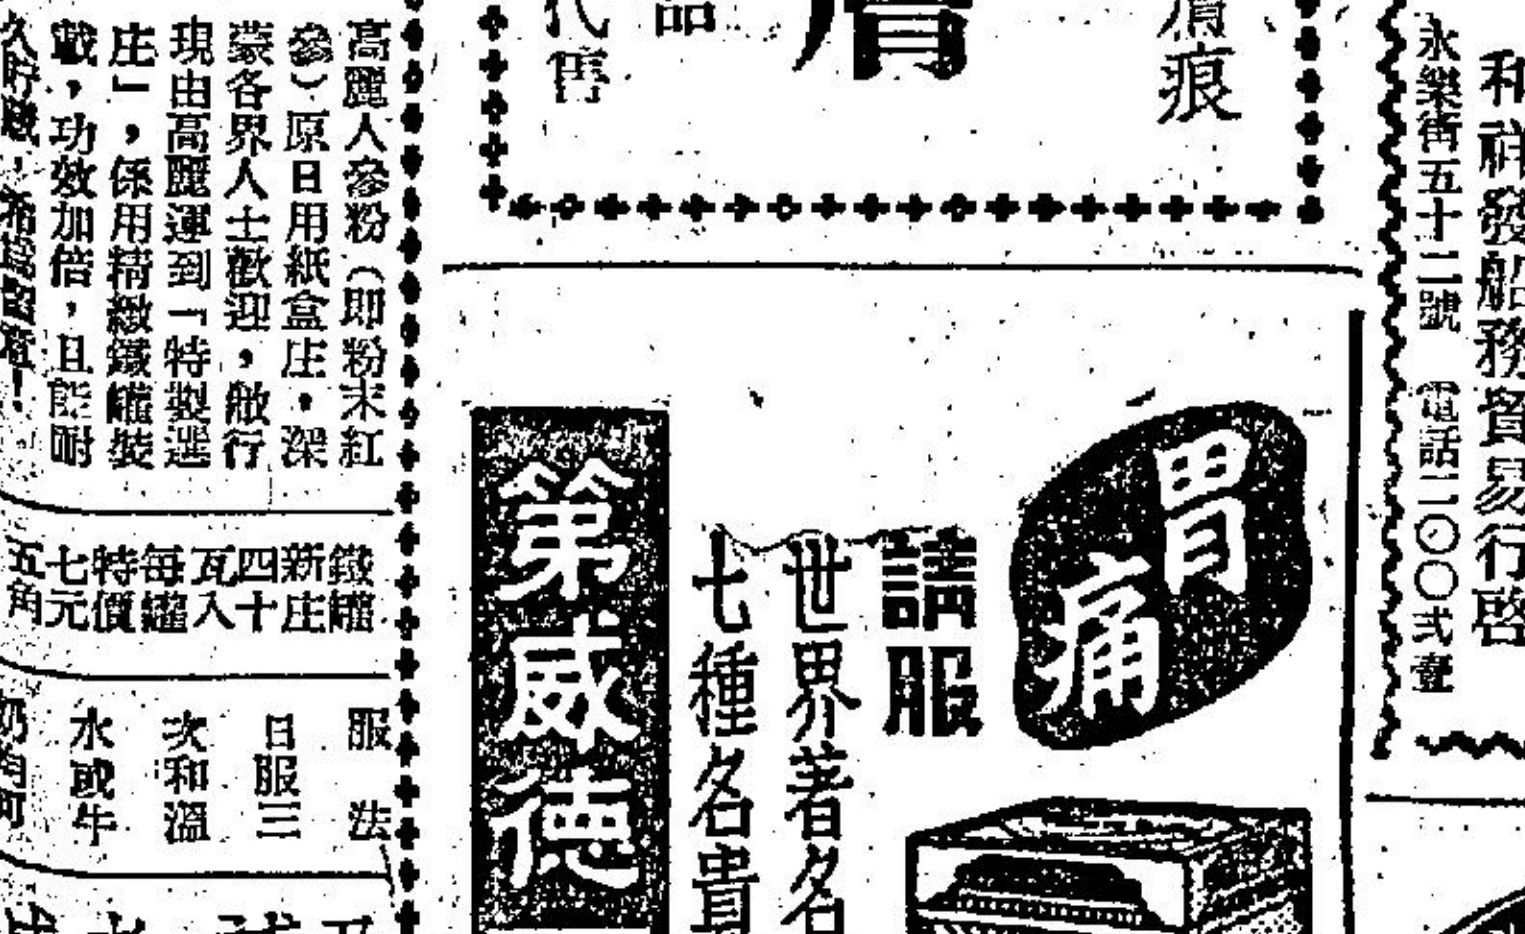 和祥發船務貿易行啓
永樂街五十二號　電話二〇〇弍壹
痕
代售
胃痛
請服
世界著名
七種名貴
第威德
高麗人參粉（即粉末紅
參）原日用紙盒庄，深
蒙各界人士歡迎，敝行
現由高麗運到「特製選
庄」，係用精緻鐵罐裝
載，功效加倍，且能耐
鐵罐
新庄
四十
瓦入
每罐
特價
七元
五角
服法
日服三
次和溫
水或牛